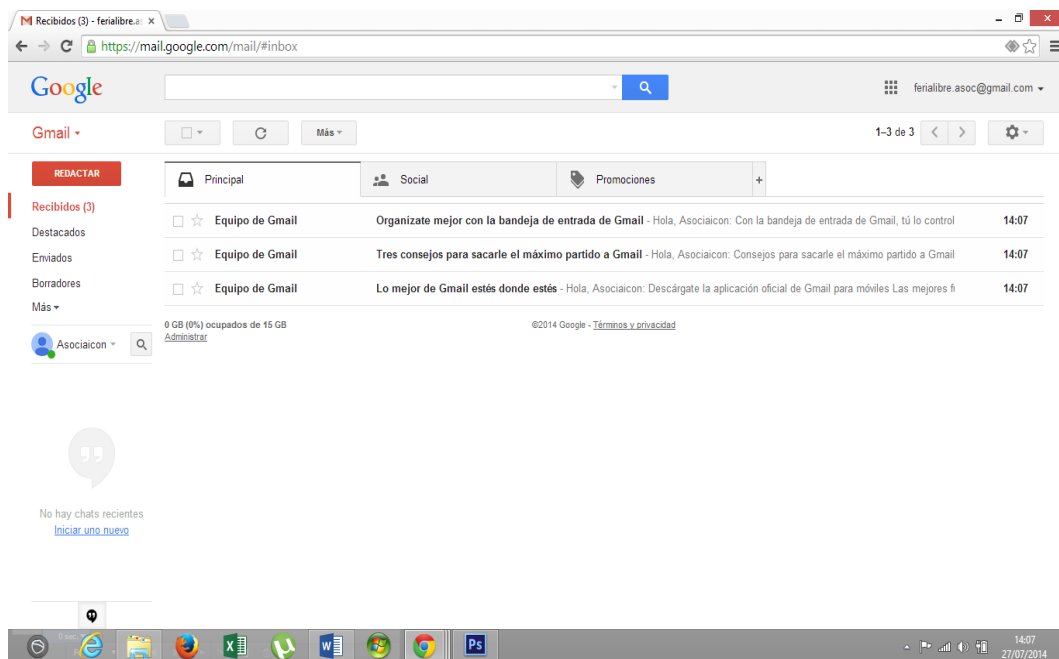 Recibidos (3) - ferialibre.a
https://mail.google.com/mail/#inbox
Google
ferialibre.asoc@gmail.com
Gmail
Más
1–3 de 3
REDACTAR
Principal
Social
Promociones
+
Recibidos (3)
Destacados
Enviados
Borradores
Más
Equipo de Gmail Organízate mejor con la bandeja de entrada de Gmail - Hola, Asociaicon: Con la bandeja de entrada de Gmail, tú lo control 14:07
Equipo de Gmail Tres consejos para sacarle el máximo partido a Gmail - Hola, Asociaicon: Consejos para sacarle el máximo partido a Gmail 14:07
Equipo de Gmail Lo mejor de Gmail estés donde estés - Hola, Asociaicon: Descárgate la aplicación oficial de Gmail para móviles Las mejores 14:07
0 GB (0%) ocupados de 15 GB
Administrar
©2014 Google - Términos y privacidad
Asociaicon
No hay chats recientes
Iniciar uno nuevo
Ps
14:07
27/07/2014